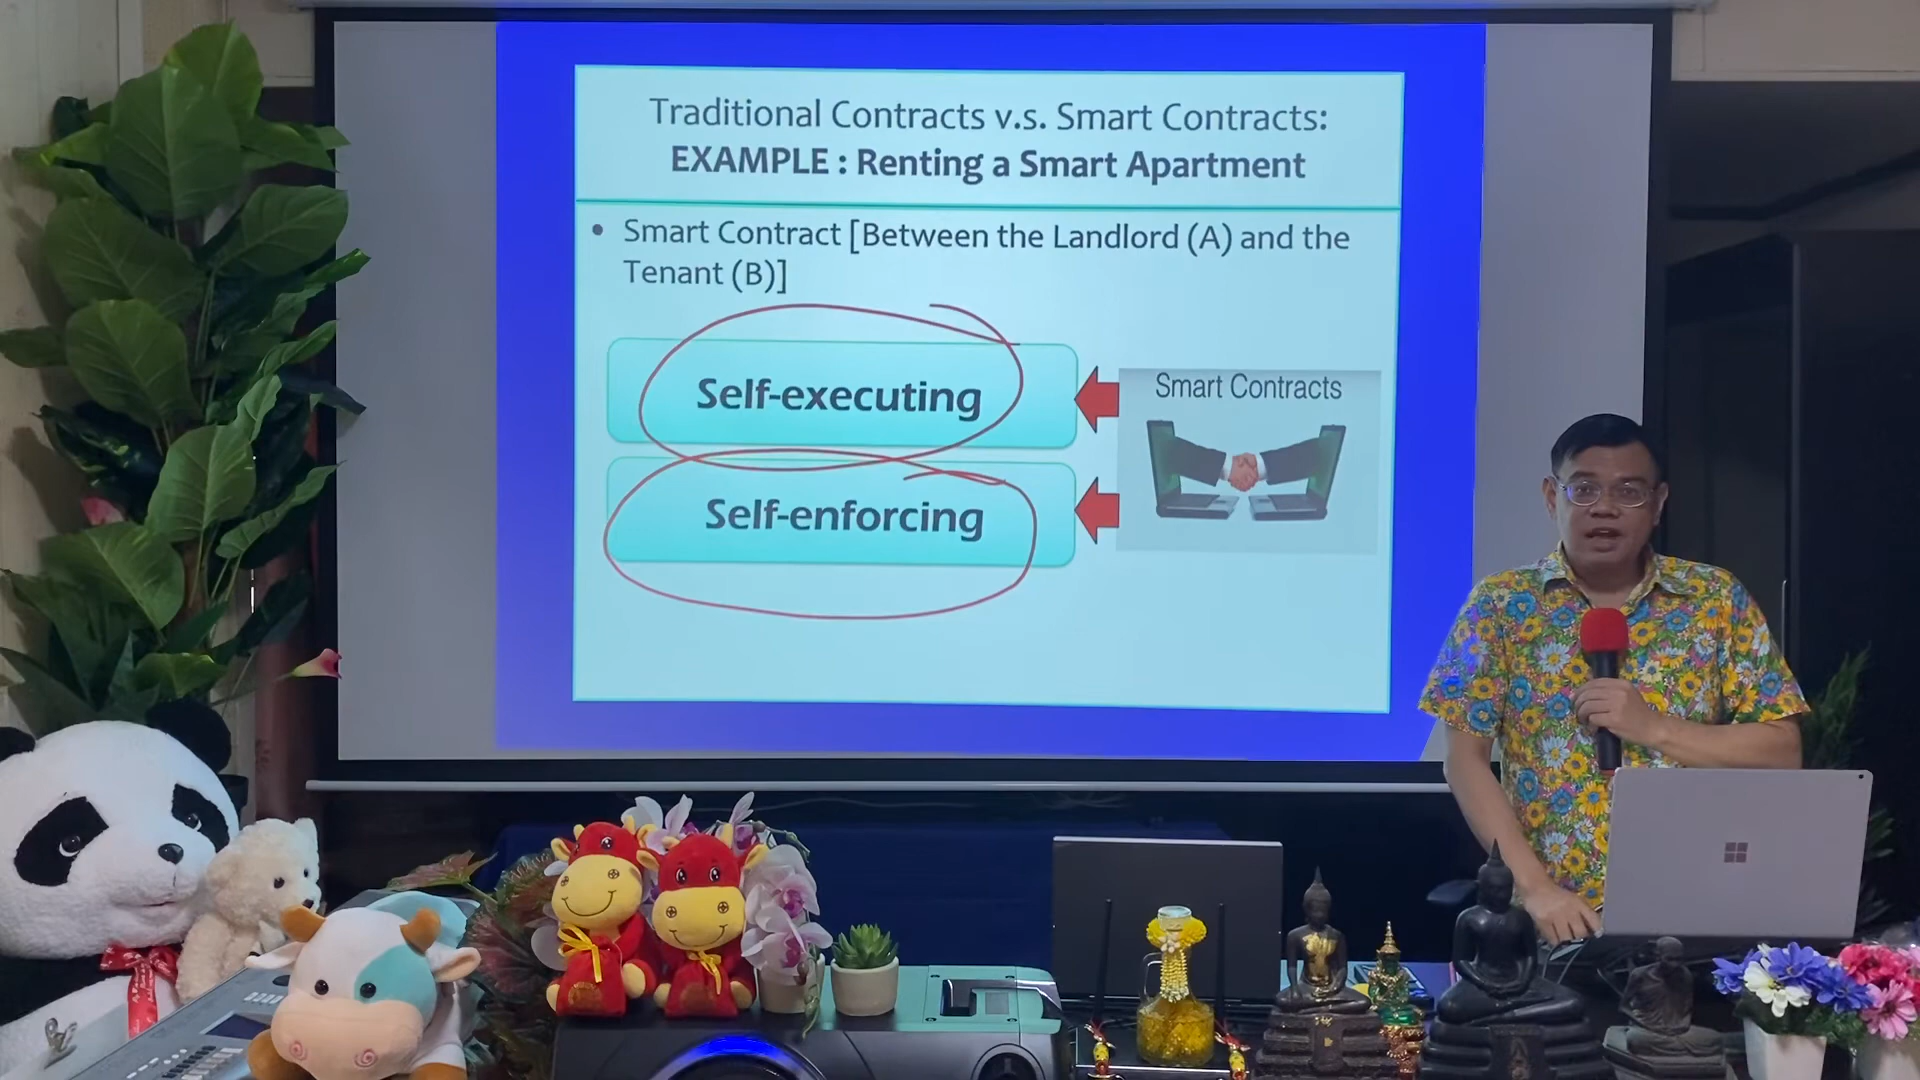 Traditional Contracts v.s. Smart Contracts:
EXAMPLE : Renting a Smart Apartment
• Smart Contract [Between the Landlord (A) and the
Tenant (B)]
Self-executing
Self-enforcing
Smart Contracts